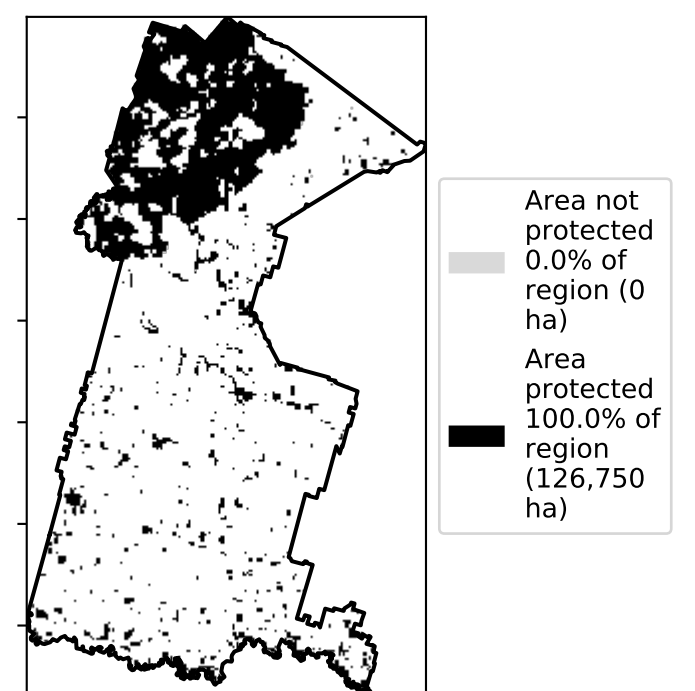 Area not
protected
0.0% of
region (0
ha)
Area
protected
100.0% of
region
(126,750
ha)